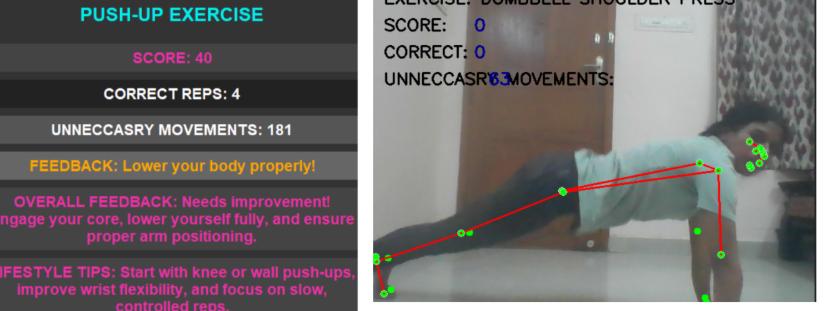 PUSH-UP EXERCISE
SCORE: 40
CORRECT REPS: 4
UNNECCASRY MOVEMENTS: 181
FEEDBACK: Lower your body properly!
OVERALL FEEDBACK: Needs improvement!
ngage your core, lower yourself fully, and ensure
proper arm positioning.
IFESTYLE TIPS: Start with knee or wall push-ups,
improve wrist flexibility, and focus on slow,
controlled reps.
EXERCISE: DUMBBELL SHOULDER PRESS
SCORE: 0
CORRECT: 0
UNNECCASRY MOVEMENTS: 63